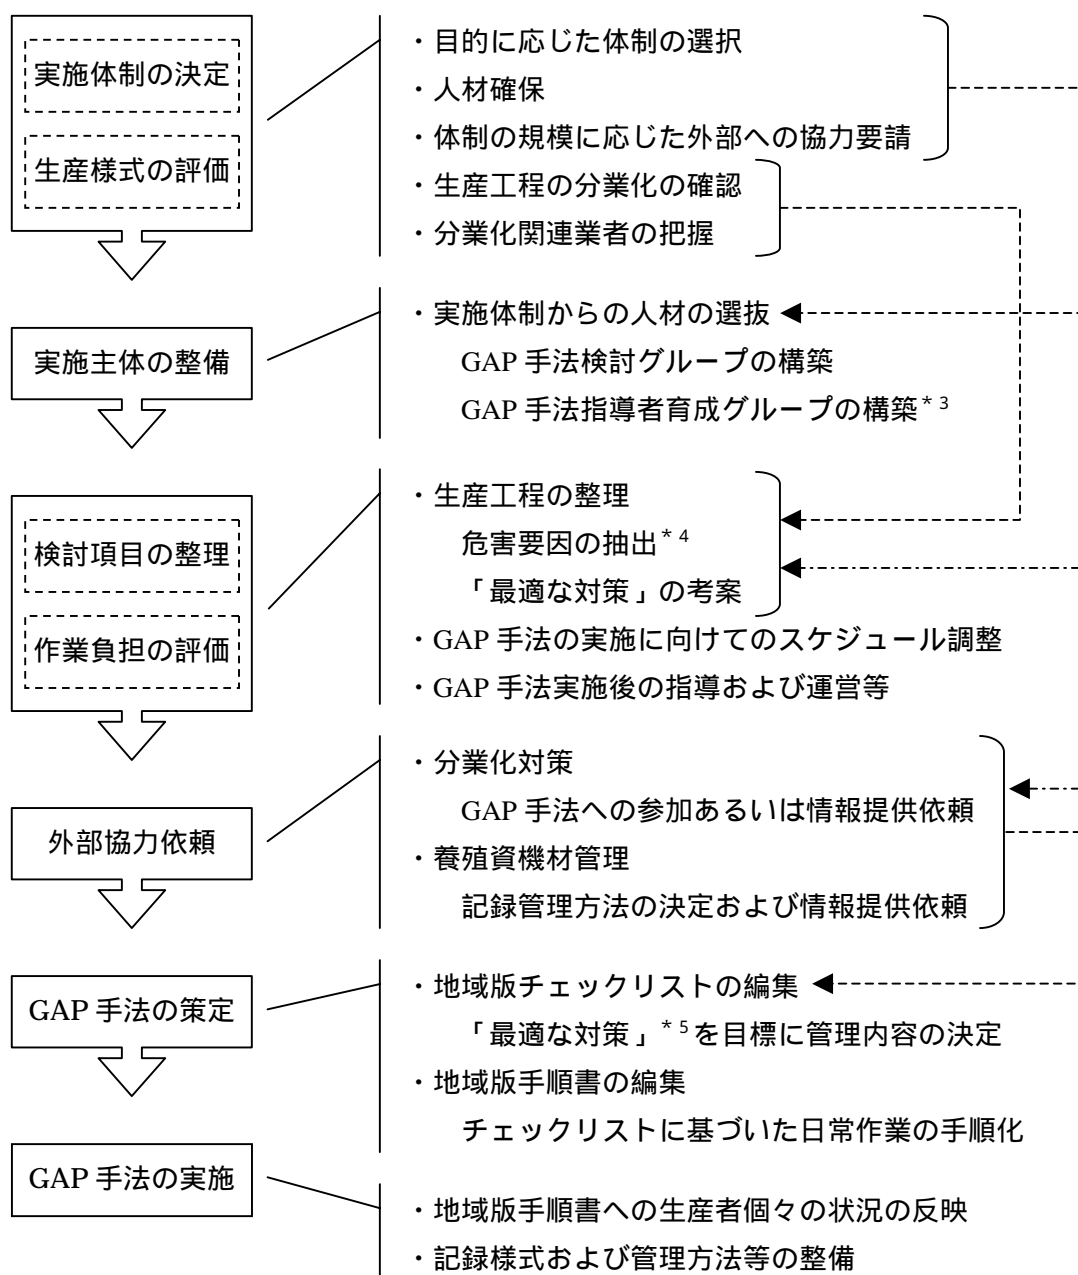 実施体制の決定
生産様式の評価
・目的に応じた体制の選択
・人材確保
・体制の規模に応じた外部への協力要請
・生産工程の分業化の確認
・分業化関連業者の把握
実施主体の整備
・実施体制からの人材の選抜
GAP 手法検討グループの構築
GAP 手法指導者育成グループの構築*3
検討項目の整理
作業負担の評価
・生産工程の整理
危害要因の抽出*4
「最適な対策」の考案
・GAP 手法の実施に向けてのスケジュール調整
・GAP 手法実施後の指導および運営等
外部協力依頼
・分業化対策
GAP 手法への参加あるいは情報提供依頼
・養殖資機材管理
記録管理方法の決定および情報提供依頼
GAP 手法の策定
・地域版チェックリストの編集
「最適な対策」*5を目標に管理内容の決定
・地域版手順書の編集
チェックリストに基づいた日常作業の手順化
GAP 手法の実施
・地域版手順書への生産者個々の状況の反映
・記録様式および管理方法等の整備